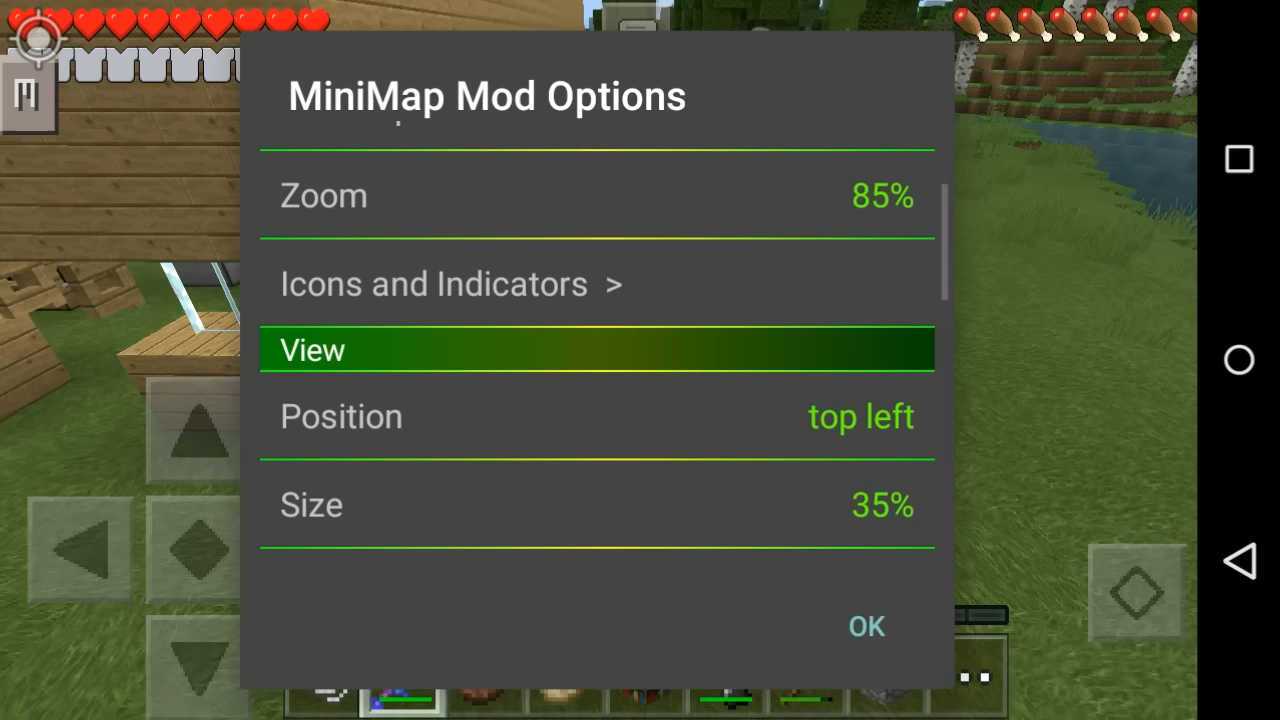 MiniMap Mod Options
Zoom 85%
Icons and Indicators >
View
Position top left
Size 35%
OK
M